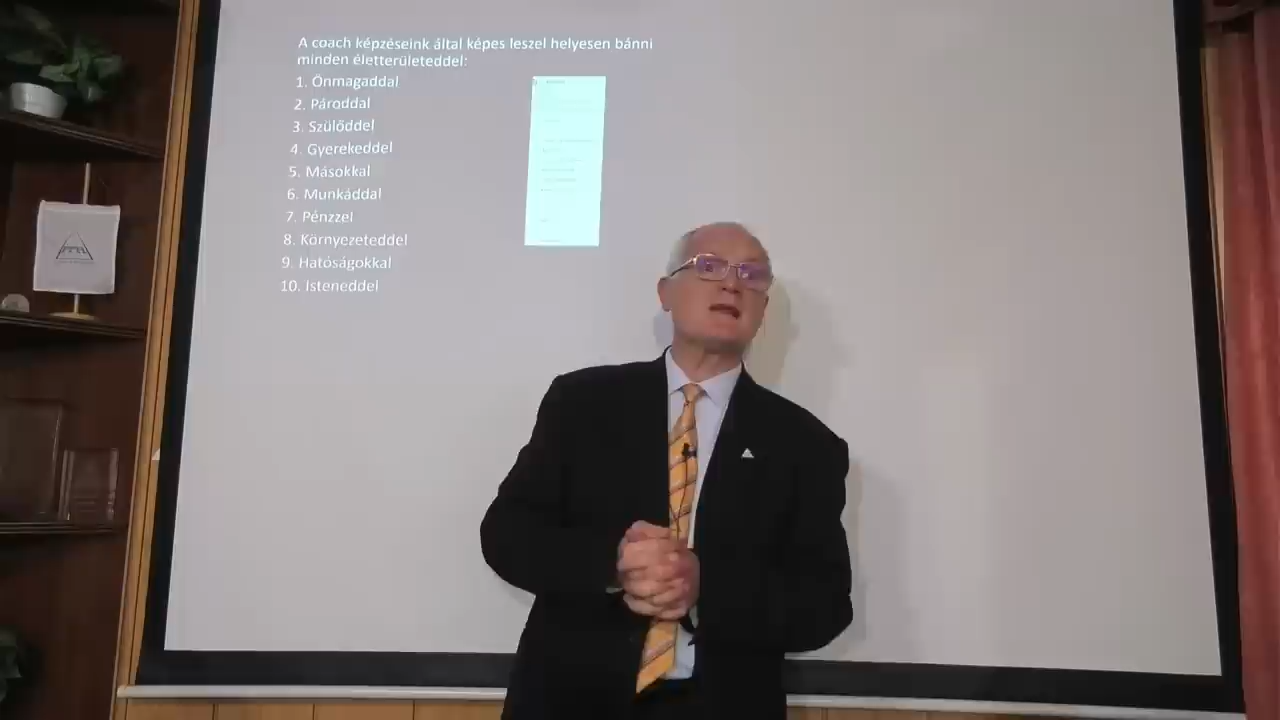 A coach képzéseink által képes leszel helyesen bánni
minden életterületeddel:
1. Önmagaddal
2. Pároddal
3. Szülőddel
4. Gyerekeddel
5. Másokkal
6. Munkáddal
7. Pénzzel
8. Környezeteddel
9. Hatóságokkal
10. Isteneddel